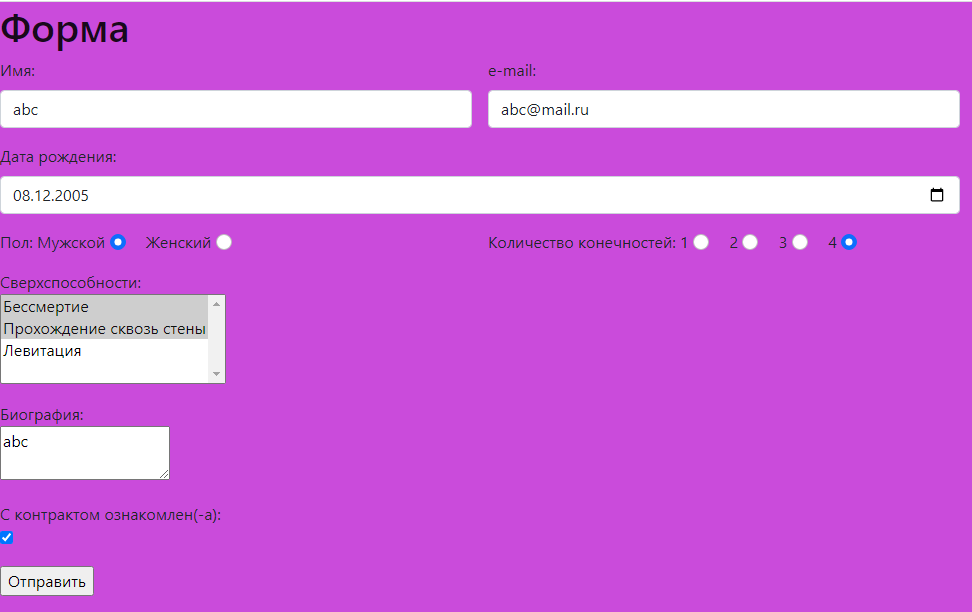 Форма
Имя: e-mail:
abc abc@mail.ru
Дата рождения:
08.12.2005
Пол: Мужской Женский Количество конечностей: 1 2 3 4
Сверхспособности:
Бессмертие
Прохождение сквозь стены
Левитация
Биография:
abc
С контрактом ознакомлен(-а):
Отправить